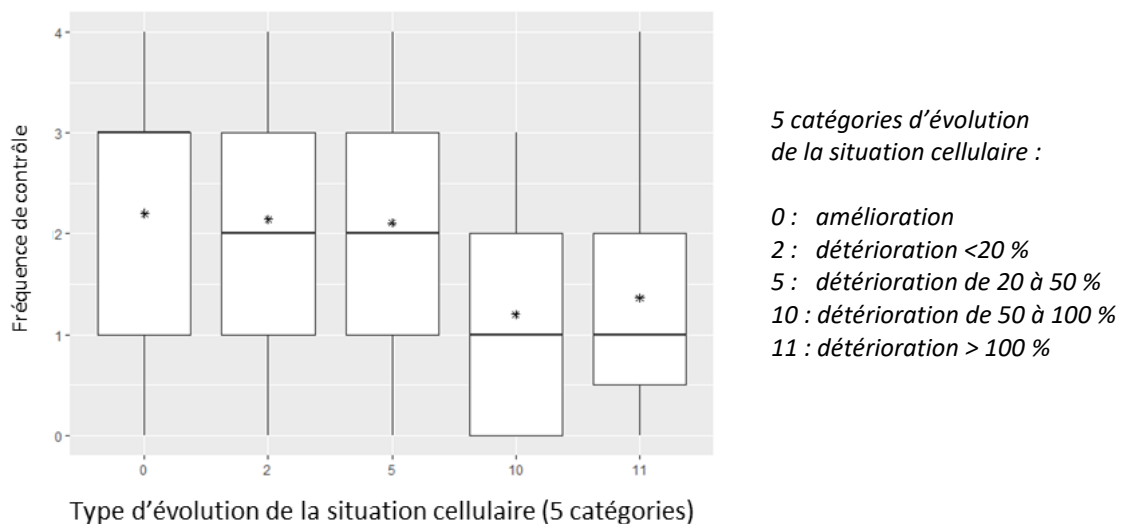 4
3
2
1
0
Fréquence de contrôle
0 2 5 10 11
Type d’évolution de la situation cellulaire (5 catégories)
5 catégories d’évolution
de la situation cellulaire :
0 : amélioration
2 : détérioration <20 %
5 : détérioration de 20 à 50 %
10 : détérioration de 50 à 100 %
11 : détérioration > 100 %